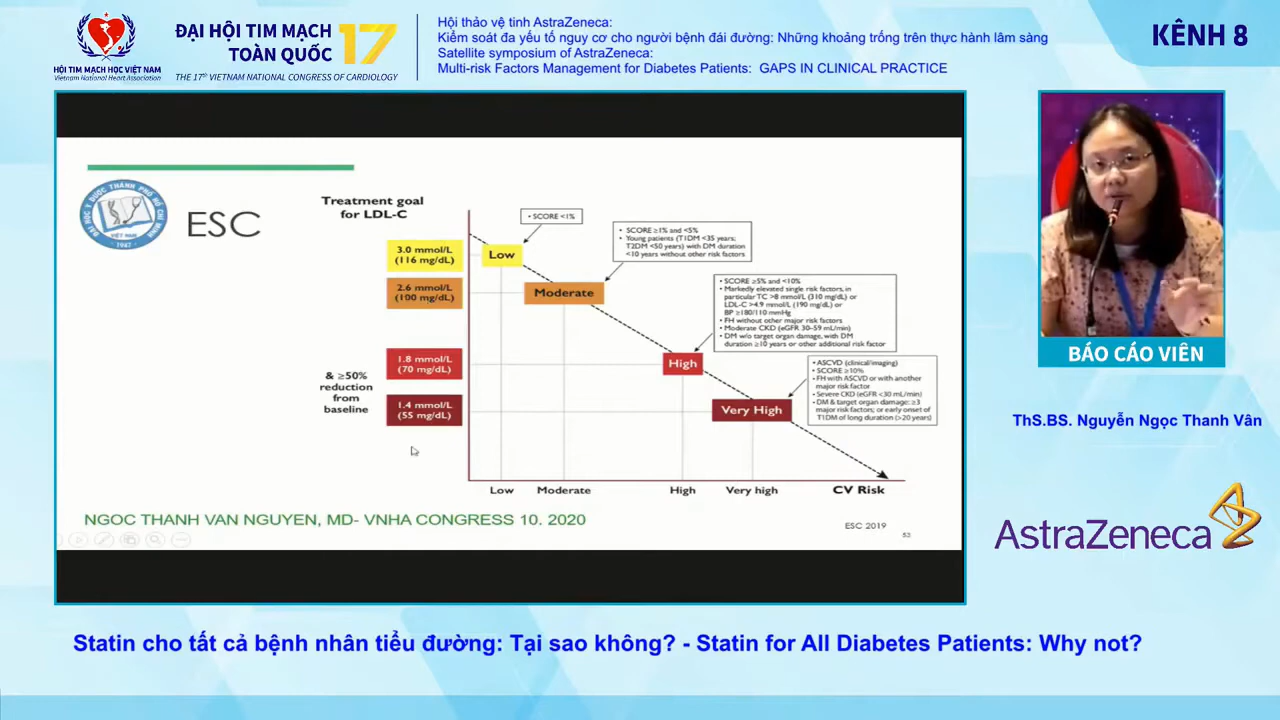 HỘI TIM MẠCH HỌC VIỆT NAM
Vietnam National Heart Association
ĐẠI HỘI TIM MẠCH
TOÀN QUỐC
17
THE 17th VIETNAM NATIONAL CONGRESS OF CARDIOLOGY
Hội thảo vệ tinh AstraZeneca:
Kiểm soát đa yếu tố nguy cơ cho người bệnh đái đường: Những khoảng trống trên thực hành lâm sàng
Satellite symposium of AstraZeneca:
Multi-risk Factors Management for Diabetes Patients: GAPS IN CLINICAL PRACTICE
KÊNH 8
ĐẠI HỌC Y DƯỢC THÀNH PHỐ HỒ CHÍ MINH
VIỆT NAM
1947
ESC
Treatment goal
for LDL-C
3.0 mmol/L
(116 mg/dL)
2.6 mmol/L
(100 mg/dL)
1.8 mmol/L
(70 mg/dL)
1.4 mmol/L
(55 mg/dL)
& ≥50%
reduction
from
baseline
Low
• SCORE <1%
Moderate
• SCORE ≥1% and <5%
• Young patients (T1DM <35 years;
T2DM <50 years) with DM duration
<10 years without other risk factors
High
• SCORE ≥5% and <10%
• Markedly elevated single risk factors, in
particular TC >8 mmol/L (310 mg/dL) or
LDL-C >4.9 mmol/L (190 mg/dL) or
BP ≥180/110 mmHg
• FH without other major risk factors
• Moderate CKD (eGFR 30–59 mL/min)
• DM w/o target organ damage, with DM
duration ≥10 years or other additional risk factor
Very High
• ASCVD (clinical/imaging)
• SCORE ≥10%
• FH with ASCVD or with another
major risk factor
• Severe CKD (eGFR <30 mL/min)
• DM & target organ damage: ≥3
major risk factors; or early onset of
T1DM of long duration (>20 years)
Low
Moderate
High
Very high
CV Risk
NGOC THANH VAN NGUYEN, MD- VNHA CONGRESS 10. 2020
ESC 2019
53
BÁO CÁO VIÊN
ThS.BS. Nguyễn Ngọc Thanh Vân
AstraZeneca
Statin cho tất cả bệnh nhân tiểu đường: Tại sao không? - Statin for All Diabetes Patients: Why not?